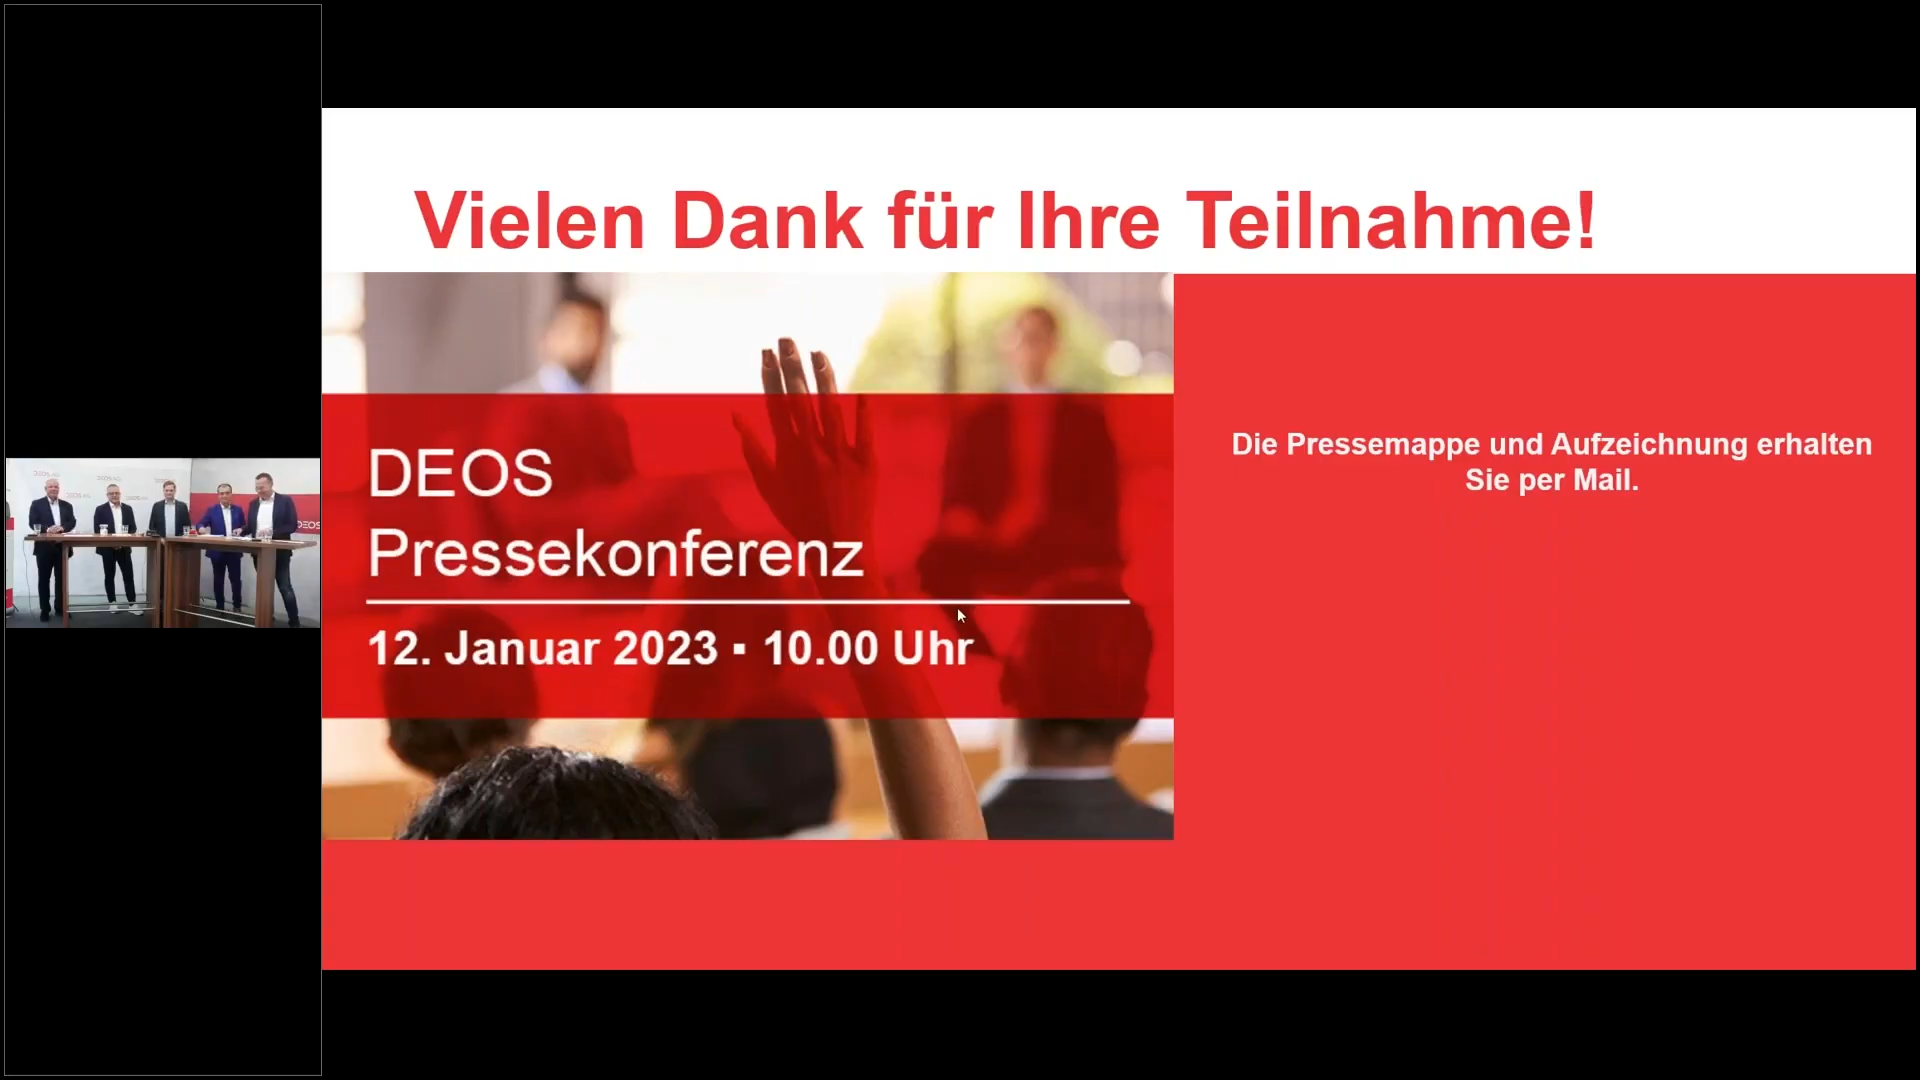 Vielen Dank für Ihre Teilnahme!
DEOS
Pressekonferenz
12. Januar 2023 ▪ 10.00 Uhr
Die Pressemappe und Aufzeichnung erhalten
Sie per Mail.
DEOS